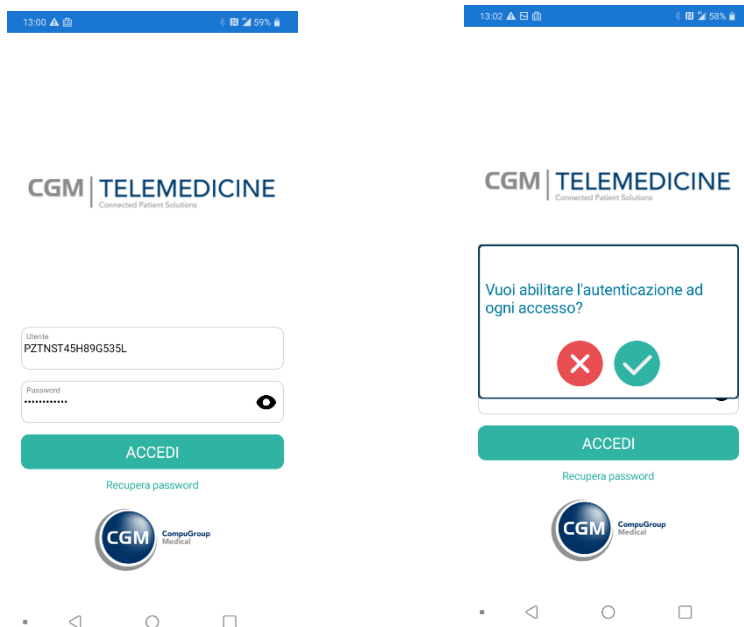 13:00
59%
CGM TELEMEDICINE
Connected Patient Solutions
Utente
PZTNST45H89G535L
Password
••••••••••••
ACCEDI
Recupera password
CGM CompuGroup
Medical
13:02
58%
CGM TELEMEDICINE
Connected Patient Solutions
Vuoi abilitare l'autenticazione ad
ogni accesso?
ACCEDI
Recupera password
CGM CompuGroup
Medical